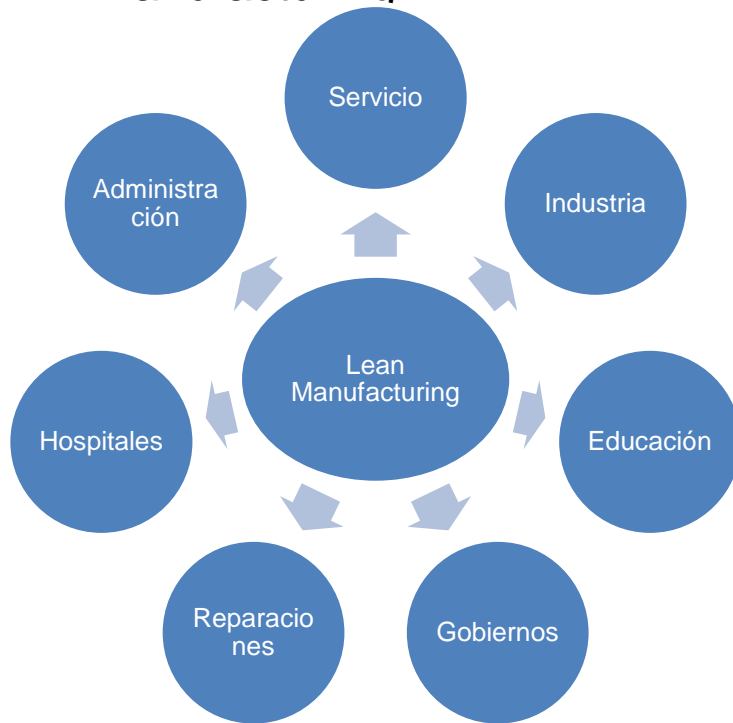 Servicio
Industria
Educación
Gobiernos
Reparacio
nes
Hospitales
Administra
ción
Lean
Manufacturing